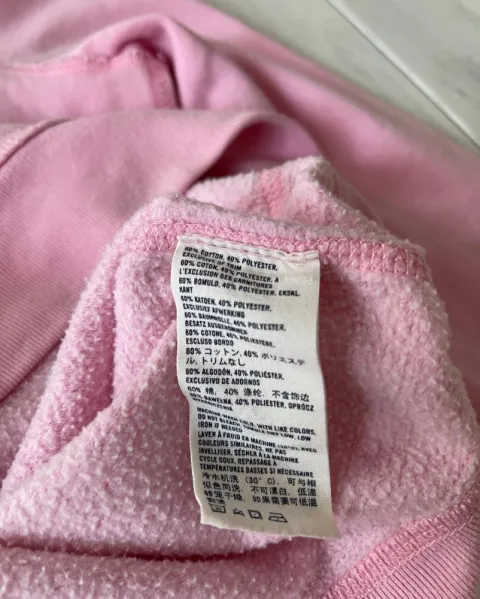 60% COTTON, 40% POLYESTER,
EXCLUSIVE OF TRIM
60% COTON, 40% POLYESTER, A
L'EXCLUSION DES GARNITURES
60% BOMULD, 40% POLYESTER, EKSKL.
KANT
60% KATOEN, 40% POLYESTER,
EXCLUSIEF AFWERKING
60% BAUMWOLLE, 40% POLYESTER,
BESATZ AUSGENOMMEN
60% COTONE, 40% POLIESTERE,
ESCLUSO BORDO
60% コットン, 40% ポリエステ
ル, トリムなし
60% ALGODÓN, 40% POLIÉSTER,
EXCLUSIVO DE ADORNOS
60% 棉, 40% 涤纶, 不含饰边
60% BAWEŁNA, 40% POLIESTER, OPRÓCZ
MACHINE WASH COLD, WITH LIKE COLORS,
DO NOT BLEACH, TUMBLE DRY LOW, LOW
IRON IF NEEDED
LAVER À FROID EN MACHINE (30°C), AVEC
COULEURS SIMILAIRES, NE PAS
JAVELLISER, SÉCHER À LA MACHINE
CYCLE DOUX, REPASSAGE À
TEMPÉRATURES BASSES SI NÉCESSAIRE
冷水机洗 (30°C), 可与相
似色同洗, 不可漂白, 低温
转笼干燥, 如果需要可低温